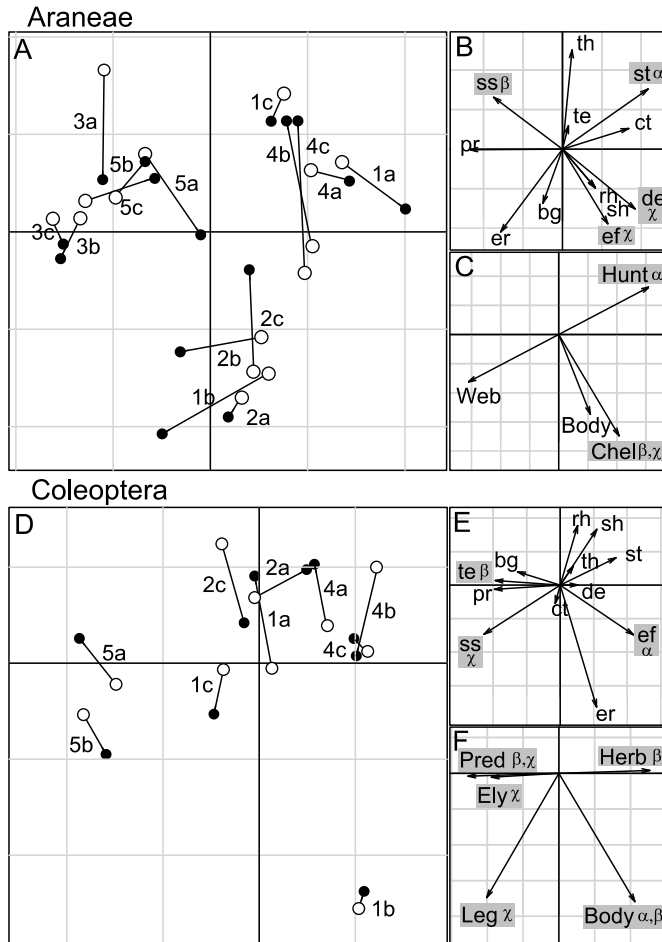 Araneae
A
1c
3a
4c
4b
1a
5b
4a
5a
5c
3c
3b
2c
2b
1b
2a
B
th
st α
ss β
te
ct
pr
rh
de
χ
sh
bg
er
ef χ
C
Hunt α
Web
Body
Chel β,χ
Coleoptera
D
2a
2c
4a
4b
1a
4c
5a
1c
5b
1b
E
rh
sh
bg
th
st
te β
pr
de
ct
ss
χ
ef
α
er
F
Pred β,χ
Herb β
Ely χ
Leg χ
Body α,β